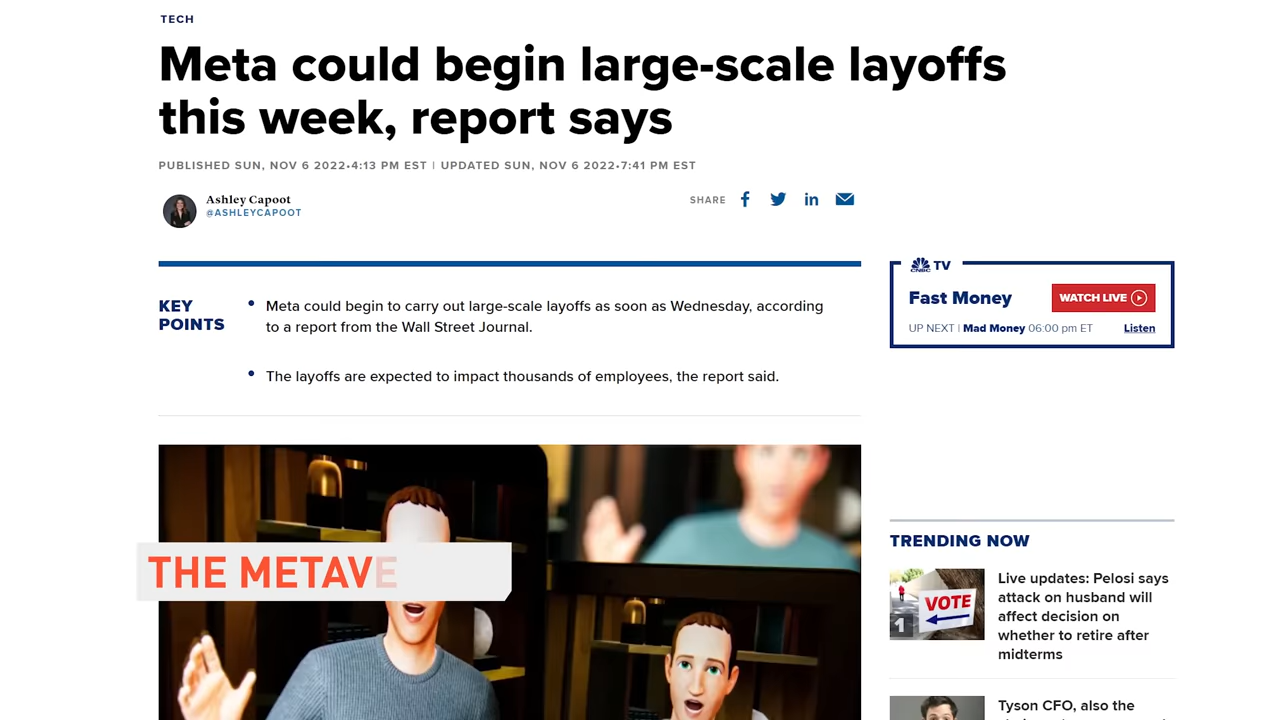 TECH
Meta could begin large-scale layoffs
this week, report says
PUBLISHED SUN, NOV 6 2022•4:13 PM EST | UPDATED SUN, NOV 6 2022•7:41 PM EST
Ashley Capoot
@ASHLEYCAPOOT
SHARE
KEY
POINTS
• Meta could begin to carry out large-scale layoffs as soon as Wednesday, according
to a report from the Wall Street Journal.
• The layoffs are expected to impact thousands of employees, the report said.
THE METAVE
CNBC TV
Fast Money
WATCH LIVE
UP NEXT | Mad Money 06:00 pm ET
Listen
TRENDING NOW
VOTE
1
Live updates: Pelosi says
attack on husband will
affect decision on
whether to retire after
midterms
Tyson CFO, also the